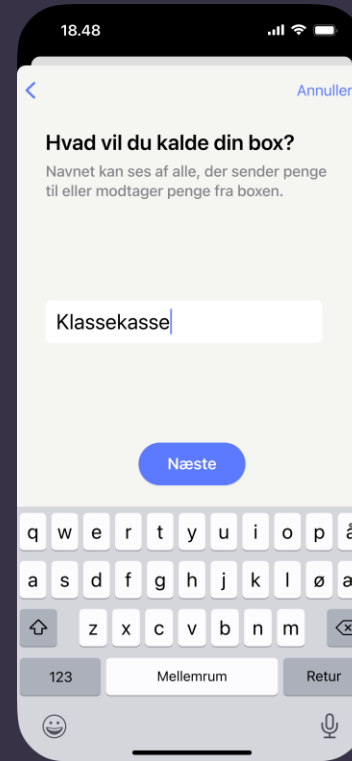 18.48
Annuller
Hvad vil du kalde din box?
Navnet kan ses af alle, der sender penge
til eller modtager penge fra boxen.
Klassekasse
Næste
q w e r t y u i o p å
a s d f g h j k l ø æ
z x c v b n m
123 Mellemrum Retur